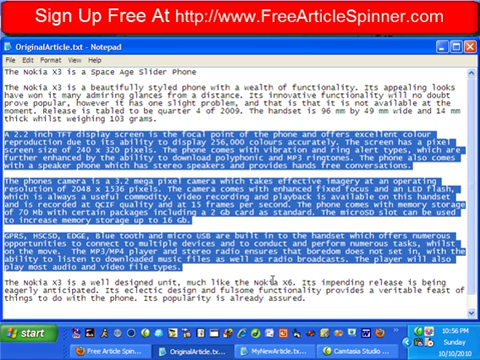 Sign Up Free At http://www.FreeArticleSpinner.com
OriginalArticle.txt - Notepad
File Edit Format View Help
The Nokia X3 is a Space Age Slider Phone
The Nokia X3 is a beautifully styled phone with a wealth of functionality. Its appealing looks
have won it many admiring glances from a distance. Its innovative functionality will no doubt
prove popular, however it has one slight problem, and that is that it is not available at the
moment. Release is tabled to be quarter 4 of 2009. The handset is 96 mm by 49 mm wide and 14 mm
thick whilst weighing 103 grams.
A 2.2 inch TFT display screen is the focal point of the phone and offers excellent colour
reproduction due to its ability to display 256,000 colours accurately. The screen has a pixel
screen size of 240 x 320 pixels. The phone comes with vibration and ring alert types, which are
further enhanced by the ability to download polyphonic and MP3 ringtones. The phone also comes
with a speaker phone which has stereo speakers and provides hands free conversations.
The phones camera is a 3.2 mega pixel camera which takes effective imagery at an operating
resolution of 2048 x 1536 pixels. The camera comes with enhanced fixed focus, and an LED flash,
which is always a useful commodity. Video recording and playback is available on this handset
and is recorded at QCIF quality and at 15 frames per second. The phone comes with memory storage
of 70 Mb with certain packages including a 2 Gb card as standard. The microSD slot can be used
to increase memory storage up to 16 Gb.
GPRS, HSCSD, EDGE, Blue tooth and micro USB are built in to the handset which offers numerous
opportunities to connect to multiple devices and to conduct and perform numerous tasks, whilst
on the move. The MP3/MP4 player and stereo radio ensures that boredom does not set in, with the
ability to listen to downloaded music files as well as radio broadcasts. The player will also
play most audio and video file types.
The Nokia X3 is a well designed unit, much like the Nokia X6. Its impending release is being
eagerly anticipated. Its eclectic design and fulsome functionality provides a veritable feast of
things to do with the phone. Its popularity is already assured.
start
10:56 PM
Sunday
10/10/2010
Free Article Spin...
OriginalArticle.tx...
MyNewArticle.tx...
Camtasia Studio...